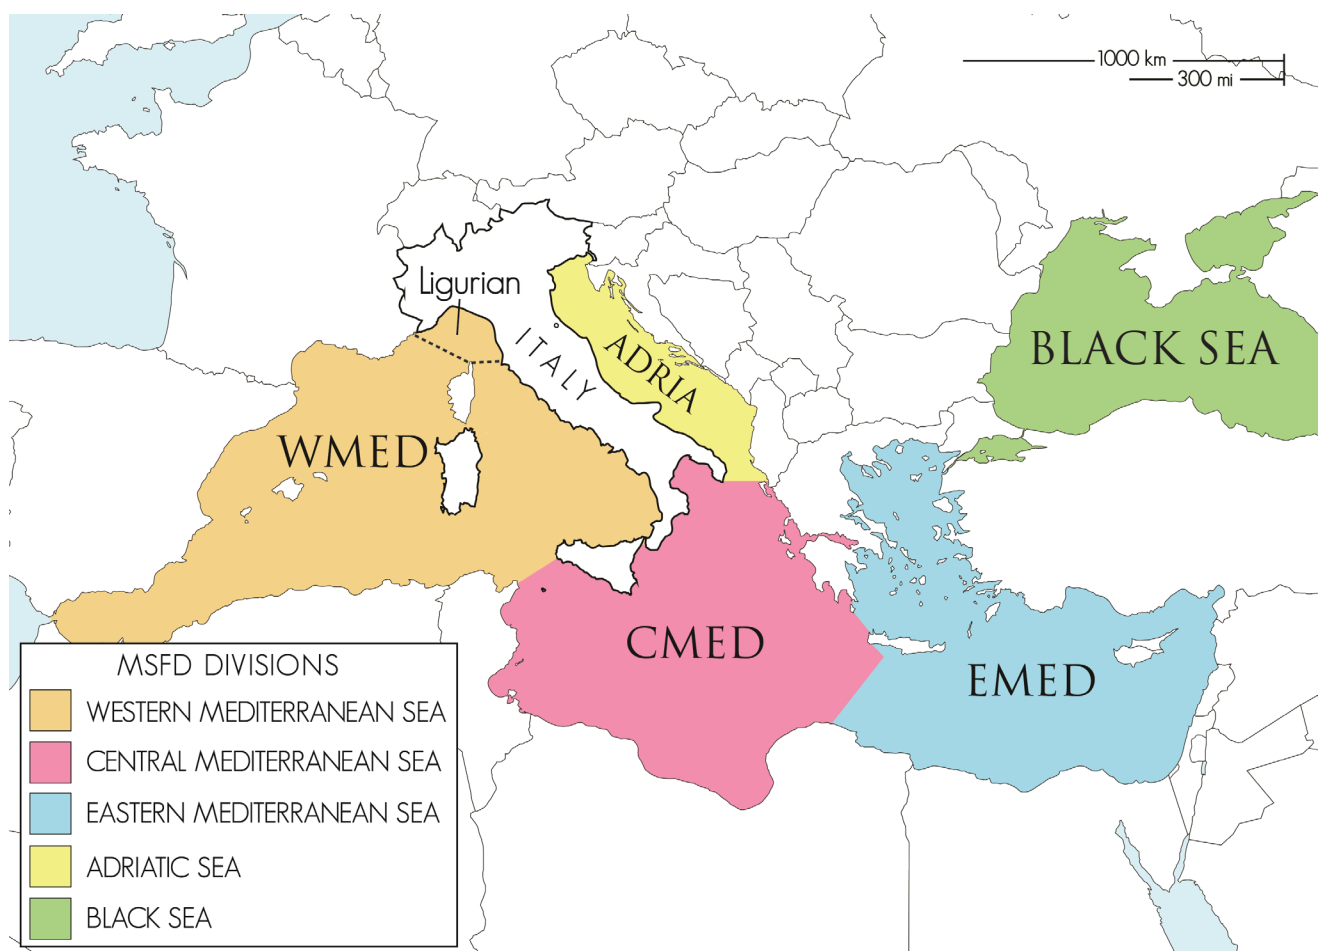 1000 km
300 mi
Ligurian
ITALY
ADRIA
BLACK SEA
WMED
CMED
EMED
MSFD DIVISIONS
WESTERN MEDITERRANEAN SEA
CENTRAL MEDITERRANEAN SEA
EASTERN MEDITERRANEAN SEA
ADRIATIC SEA
BLACK SEA